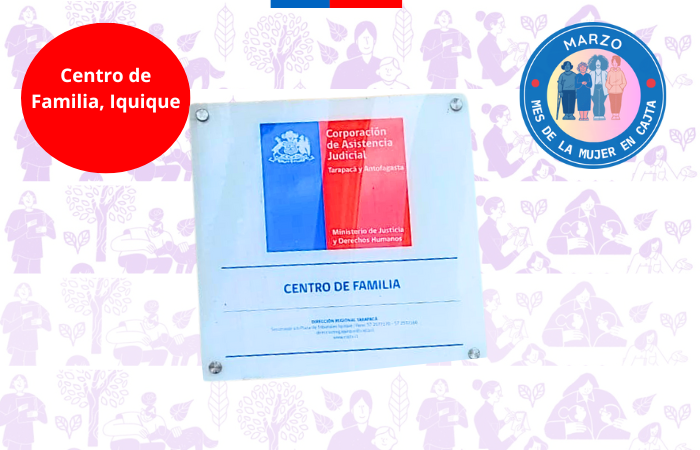 Centro de
Familia, Iquique
MARZO
MES DE LA MUJER EN CAJTA
Corporación
de Asistencia
Judicial
Tarapacá y Antofagasta
Ministerio de Justicia
y Derechos Humanos
CENTRO DE FAMILIA
DIRECCIÓN REGIONAL TARAPACÁ